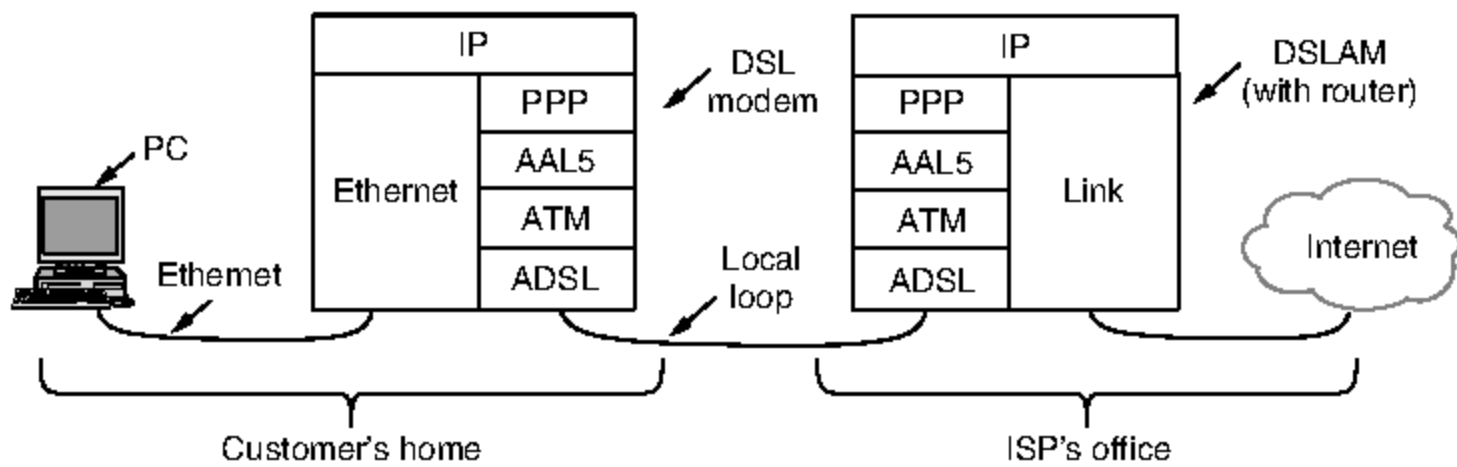 IP
PPP
AAL5
ATM
ADSL
Ethernet
DSL
modem
PC
Ethernet
Local
loop
IP
PPP
AAL5
ATM
ADSL
Link
DSLAM
(with router)
Internet
Customer's home
ISP's office